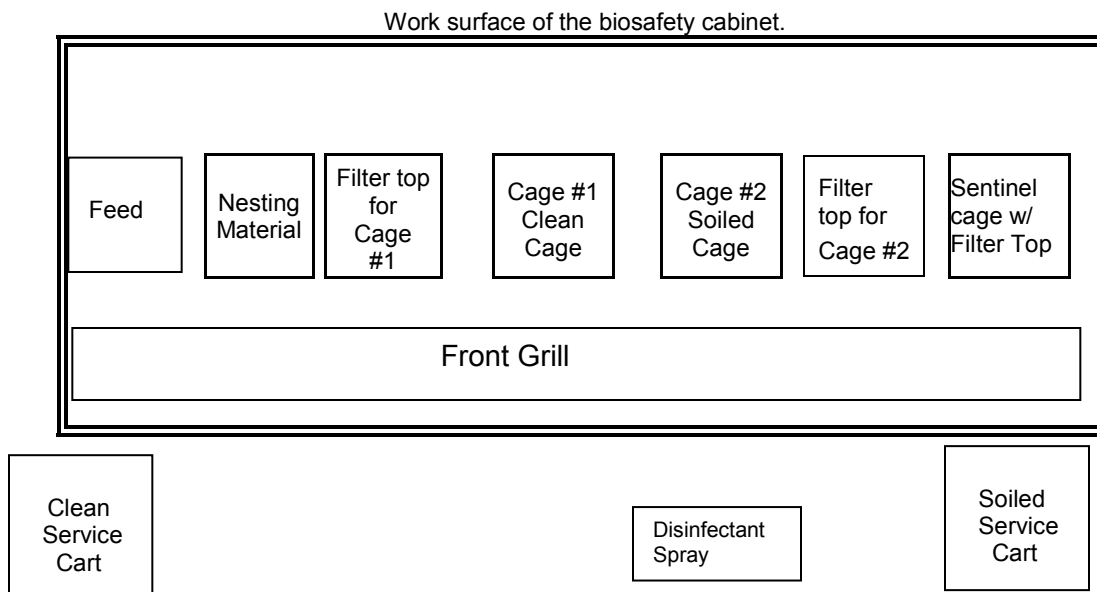 Work surface of the biosafety cabinet.
Feed
Nesting
Material
Filter top
for
Cage
#1
Cage #1
Clean
Cage
Cage #2
Soiled
Cage
Filter
top for
Cage #2
Sentinel
cage w/
Filter Top
Front Grill
Clean
Service
Cart
Disinfectant
Spray
Soiled
Service
Cart